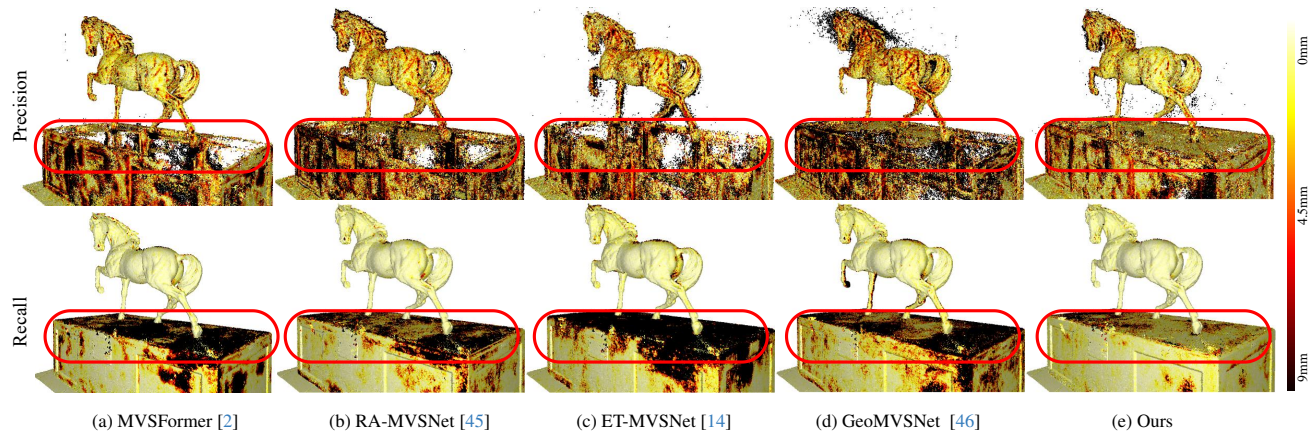 Precision
Recall
0mm
4.5mm
9mm
(a) MVSFormer [2]
(b) RA-MVSNet [45]
(c) ET-MVSNet [14]
(d) GeoMVSNet [46]
(e) Ours